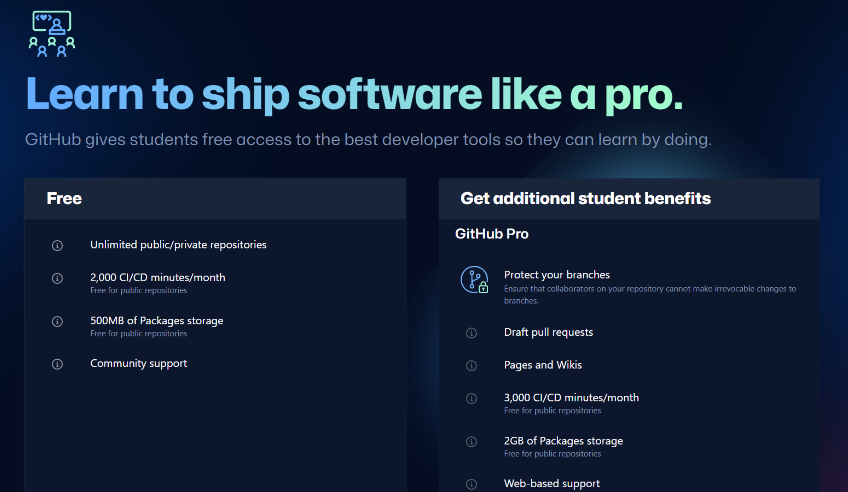 Learn to ship software like a pro.
GitHub gives students free access to the best developer tools so they can learn by doing.
Free
Unlimited public/private repositories
2,000 CI/CD minutes/month
Free for public repositories
500MB of Packages storage
Free for public repositories
Community support
Get additional student benefits
GitHub Pro
Protect your branches
Ensure that collaborators on your repository cannot make irrevocable changes to
branches.
Draft pull requests
Pages and Wikis
3,000 CI/CD minutes/month
Free for public repositories
2GB of Packages storage
Free for public repositories
Web-based support